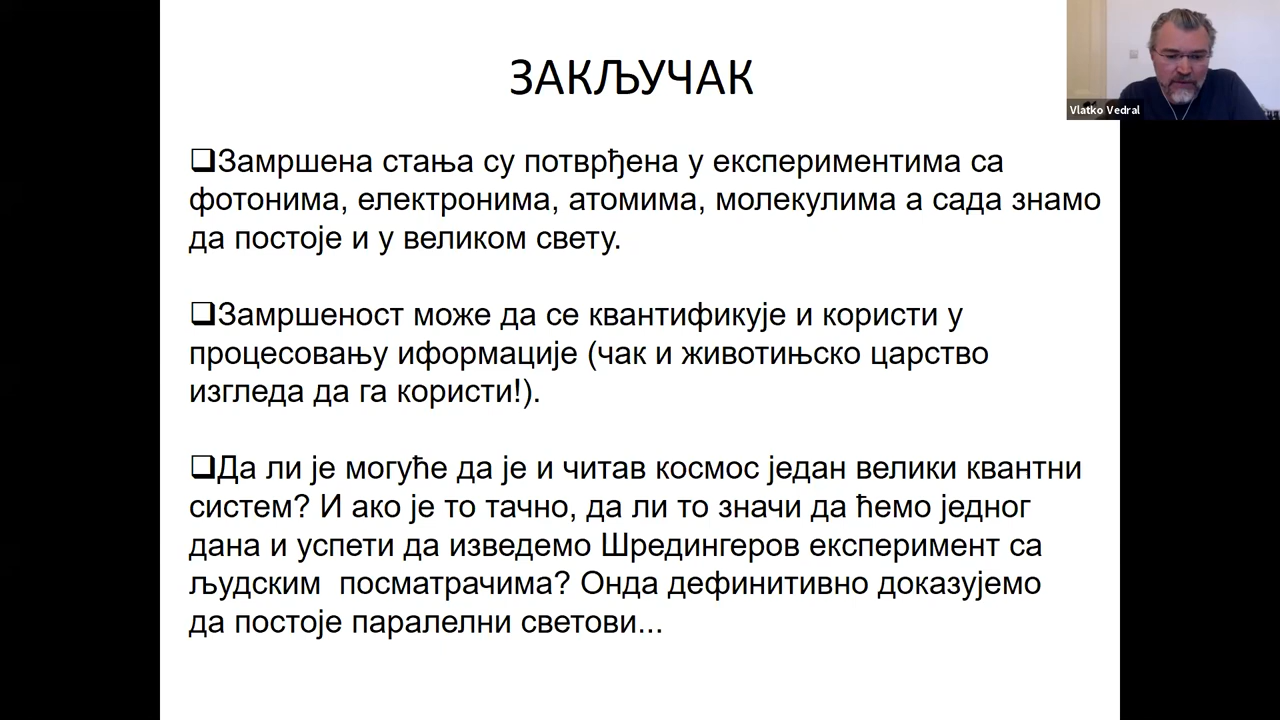 ЗАКЉУЧАК
Vlatko Vedral
❑Замршена стања су потврђена у експериментима са
фотонима, електронима, атомима, молекулима а сада знамо
да постоје и у великом свету.
❑Замршеност може да се квантификује и користи у
процесовању иформације (чак и животињско царство
изгледа да га користи!).
❑Да ли је могуће да је и читав космос један велики квантни
систем? И ако је то тачно, да ли то значи да ћемо једног
дана и успети да изведемо Шредингеров експеримент са
људским  посматрачима? Онда дефинитивно доказујемо
да постоје паралелни светови...